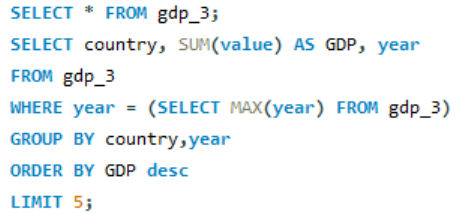 SELECT * FROM gdp_3;
SELECT country, SUM(value) AS GDP, year
FROM gdp_3
WHERE year = (SELECT MAX(year) FROM gdp_3)
GROUP BY country,year
ORDER BY GDP desc
LIMIT 5;